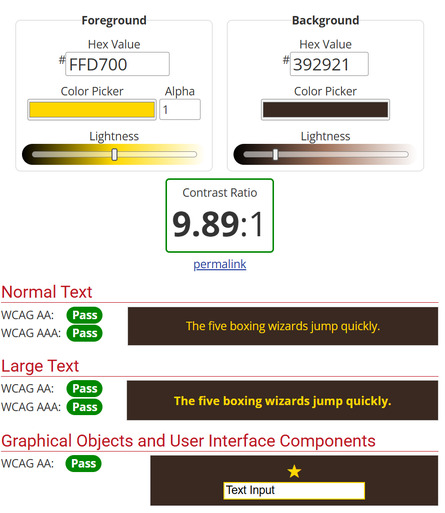 Foreground
Hex Value
# FFD700
Color Picker Alpha
1
Lightness
Background
Hex Value
# 392921
Color Picker
Lightness
Contrast Ratio
9.89:1
permalink
Normal Text
WCAG AA: Pass
WCAG AAA: Pass
The five boxing wizards jump quickly.
Large Text
WCAG AA: Pass
WCAG AAA: Pass
The five boxing wizards jump quickly.
Graphical Objects and User Interface Components
WCAG AA: Pass
Text Input